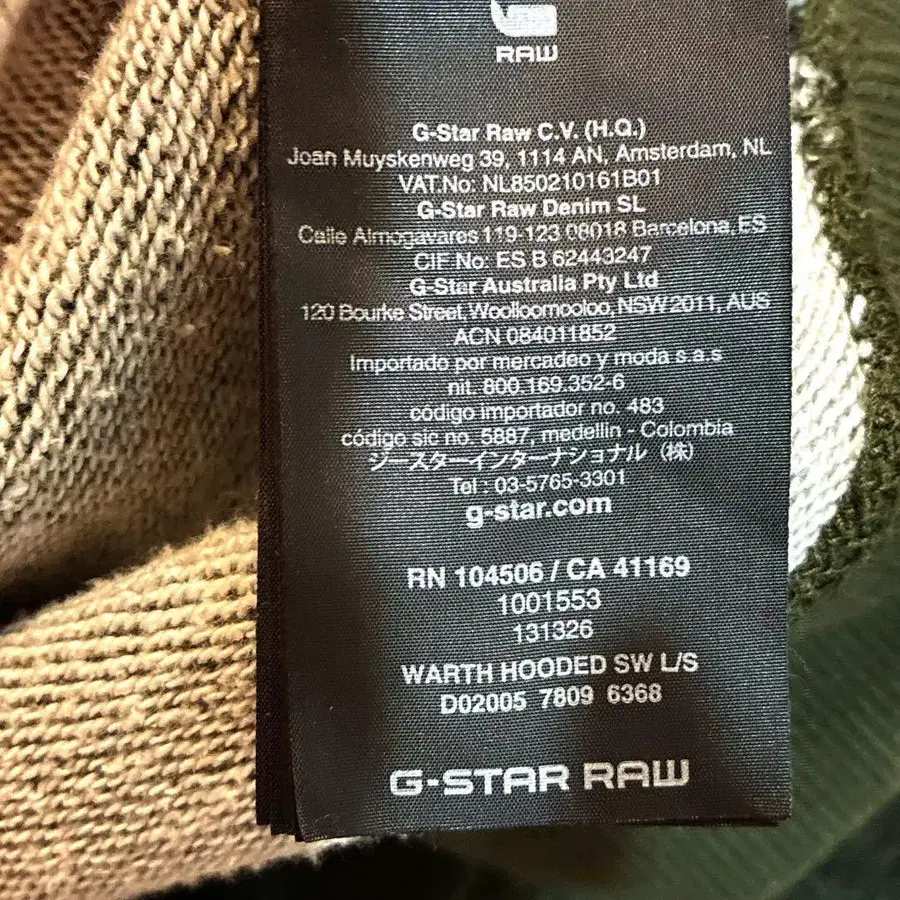 RAW
G-Star Raw C.V. (H.Q.)
Joan Muyskenweg 39, 1114 AN, Amsterdam, NL
VAT.No: NL850210161B01
G-Star Raw Denim SL
Calle Almogavares 119-123 08018 Barcelona, ES
CIF.No: ES B 62443247
G-Star Australia Pty Ltd
120 Bourke Street, Woolloomooloo, NSW 2011, AUS
ACN 084011852
Importado por mercadeo y moda s.a.s
nit. 800.169.352-6
código importador no. 483
código sic no. 5887, medellin - Colombia
ジースターインターナショナル（株）
Tel : 03-5765-3301
g-star.com
RN 104506 / CA 41169
1001553
131326
WARTH HOODED SW L/S
D02005 7809 6368
G-STAR RAW